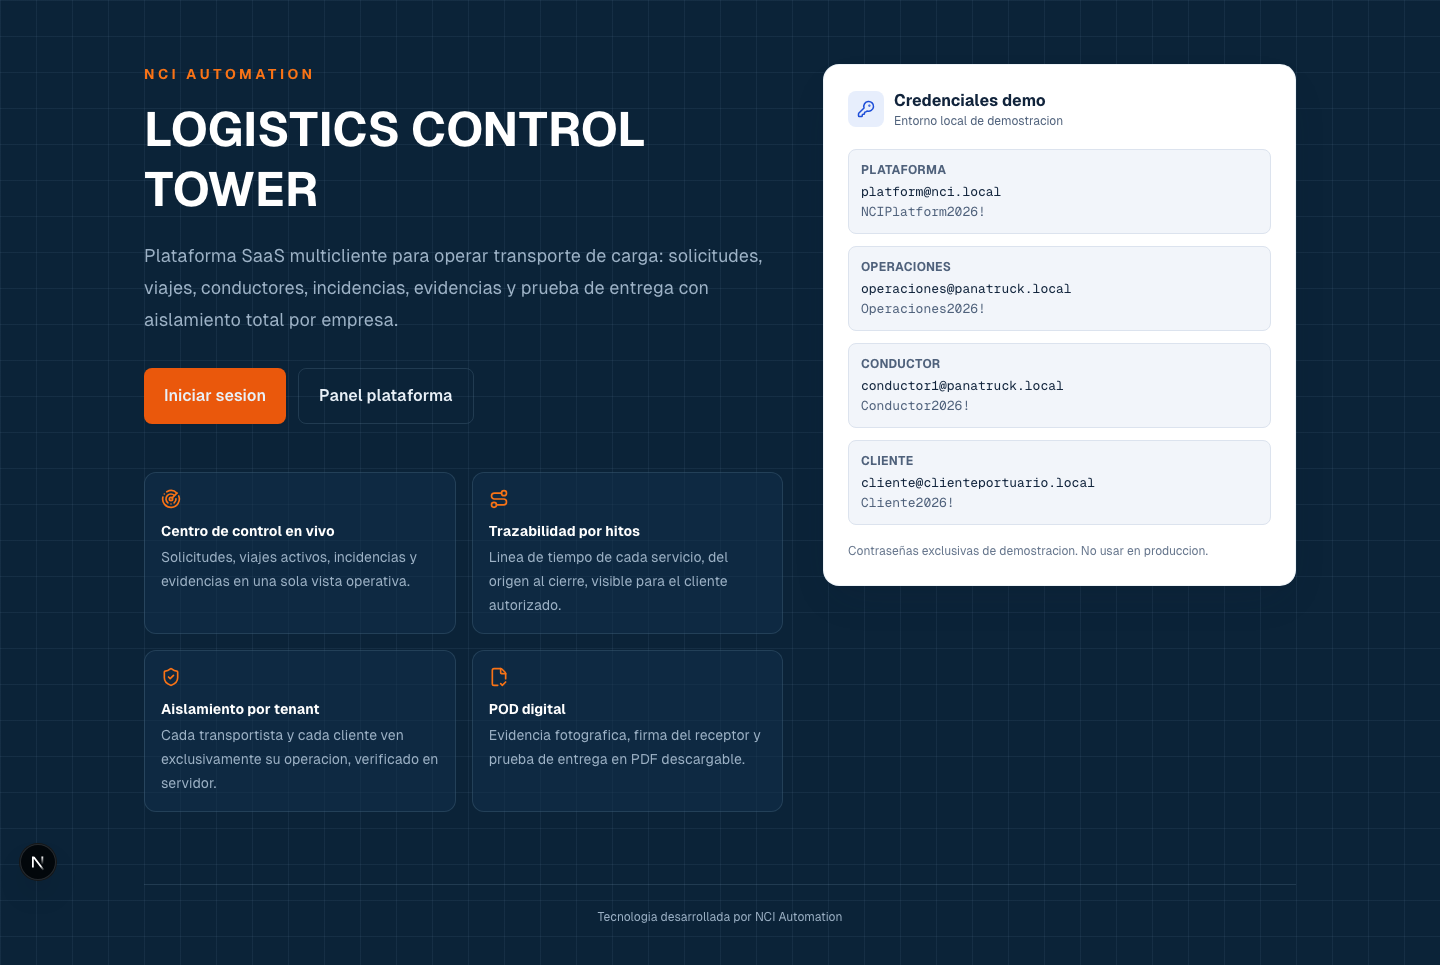 NCI AUTOMATION
LOGISTICS CONTROL
TOWER
Plataforma SaaS multicliente para operar transporte de carga: solicitudes,
viajes, conductores, incidencias, evidencias y prueba de entrega con
aislamiento total por empresa.
Iniciar sesion
Panel plataforma
Centro de control en vivo
Solicitudes, viajes activos, incidencias y
evidencias en una sola vista operativa.
Trazabilidad por hitos
Linea de tiempo de cada servicio, del
origen al cierre, visible para el cliente
autorizado.
Aislamiento por tenant
Cada transportista y cada cliente ven
exclusivamente su operacion, verificado en
servidor.
POD digital
Evidencia fotografica, firma del receptor y
prueba de entrega en PDF descargable.
Credenciales demo
Entorno local de demostracion
PLATAFORMA
platform@nci.local
NCIPlatform2026!
OPERACIONES
operaciones@panatruck.local
Operaciones2026!
CONDUCTOR
conductor1@panatruck.local
Conductor2026!
CLIENTE
cliente@clienteportuario.local
Cliente2026!
Contraseñas exclusivas de demostracion. No usar en produccion.
N
Tecnologia desarrollada por NCI Automation